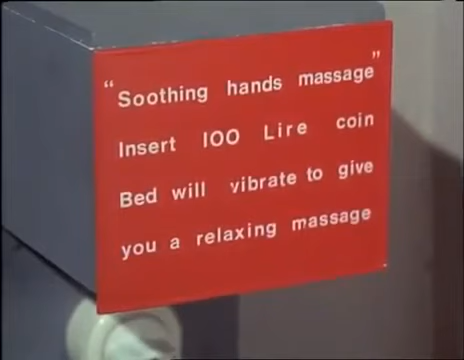 "Soothing hands massage"
Insert 100 Lire coin
Bed will vibrate to give
you a relaxing massage